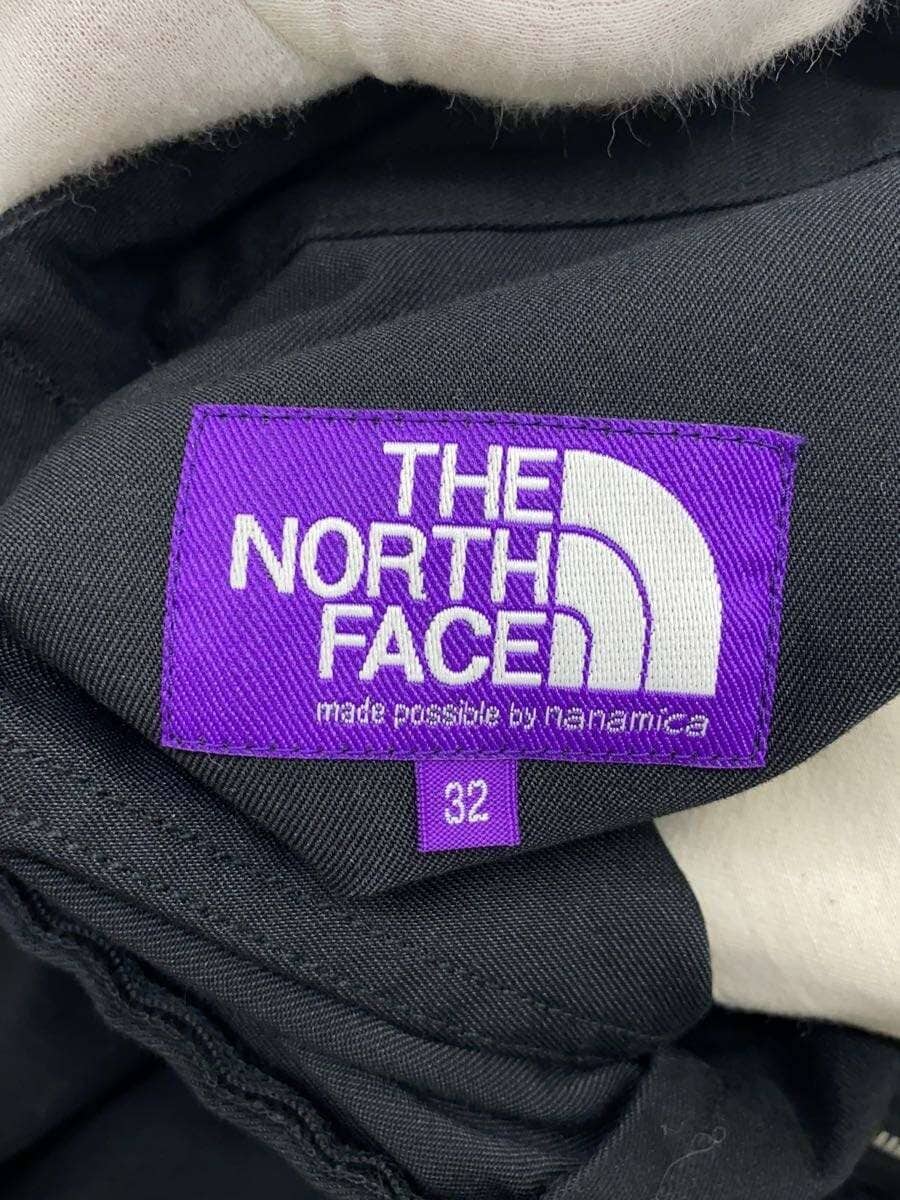 THE
NORTH
FACE
made possible by nanamica
32